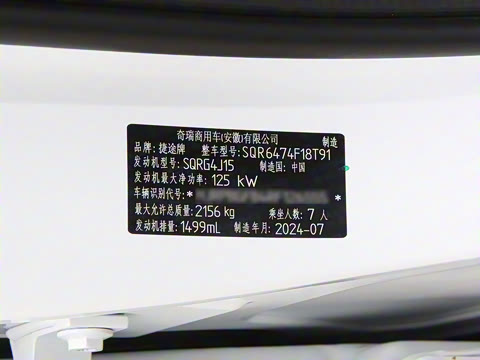 奇瑞商用车(安徽)有限公司 制造
品牌: 捷途牌 整车型号: SQR6474F18T91
发动机型号: SQRG4J15 制造国: 中国
发动机最大净功率: 125 kW
车辆识别代号: * *
最大允许总质量: 2156 kg 乘坐人数: 7 人
发动机排量: 1499mL 制造年月: 2024-07